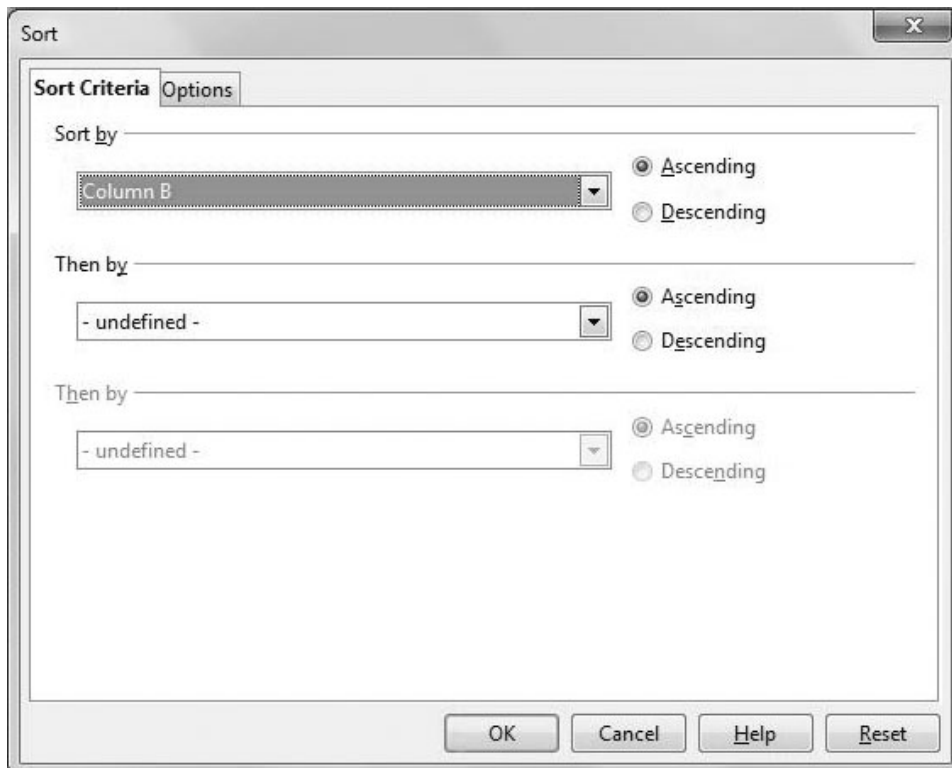 Sort
X
Sort Criteria Options
Sort by
Column B
Ascending
Descending
Then by
- undefined -
Ascending
Descending
Then by
- undefined -
Ascending
Descending
OK Cancel Help Reset